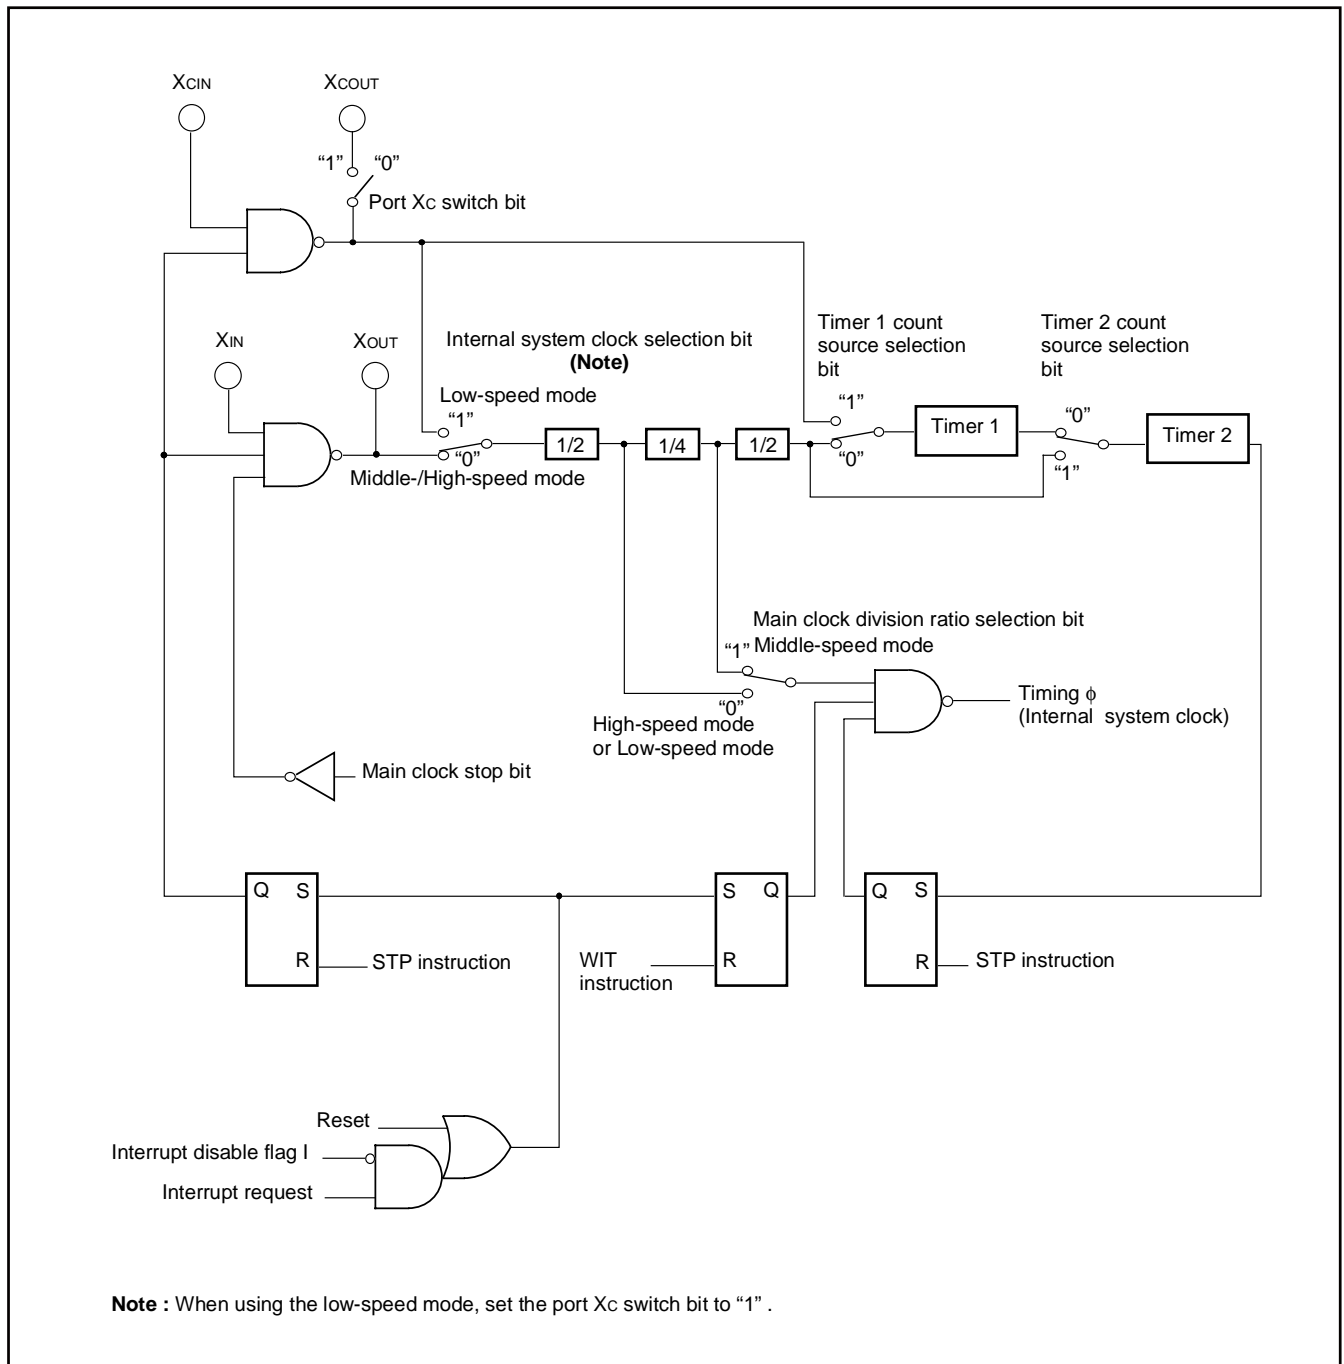 XCIN
XCOUT
“1” “0”
Port XC switch bit
XIN
XOUT
Internal system clock selection bit
(Note)
Low-speed mode
“1”
“0”
Middle-/High-speed mode
1/2
1/4
1/2
Timer 1 count
source selection
bit
“1”
“0”
Timer 1
Timer 2 count
source selection
bit
“0”
“1”
Timer 2
Main clock division ratio selection bit
“1” Middle-speed mode
“0”
High-speed mode
or Low-speed mode
Timing ϕ
(Internal system clock)
Main clock stop bit
Q S
R
STP instruction
S Q
R
WIT
instruction
Q S
R
STP instruction
Reset
Interrupt disable flag I
Interrupt request
Note : When using the low-speed mode, set the port XC switch bit to “1” .